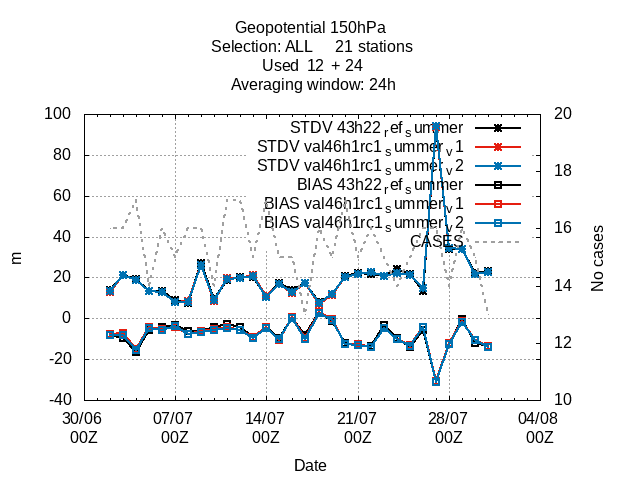 Geopotential 150hPa
Selection: ALL 21 stations
Used 12 + 24
Averaging window: 24h
100
80
60
40
20
0
-20
-40
m
20
18
16
14
12
10
No cases
STDV 43h22_ref_summer
STDV val46h1rc1_summer_v1
STDV val46h1rc1_summer_v2
BIAS 43h22_ref_summer
BIAS val46h1rc1_summer_v1
BIAS val46h1rc1_summer_v2
CASES
30/06 07/07 14/07 21/07 28/07 04/08
00Z 00Z 00Z 00Z 00Z 00Z
Date